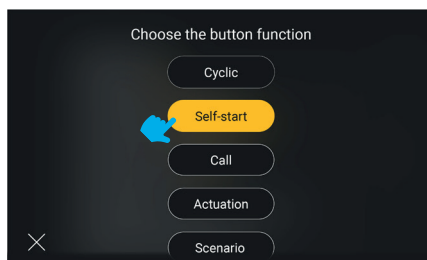 Choose the button function
Cyclic
Self-start
Call
Actuation
Scenario